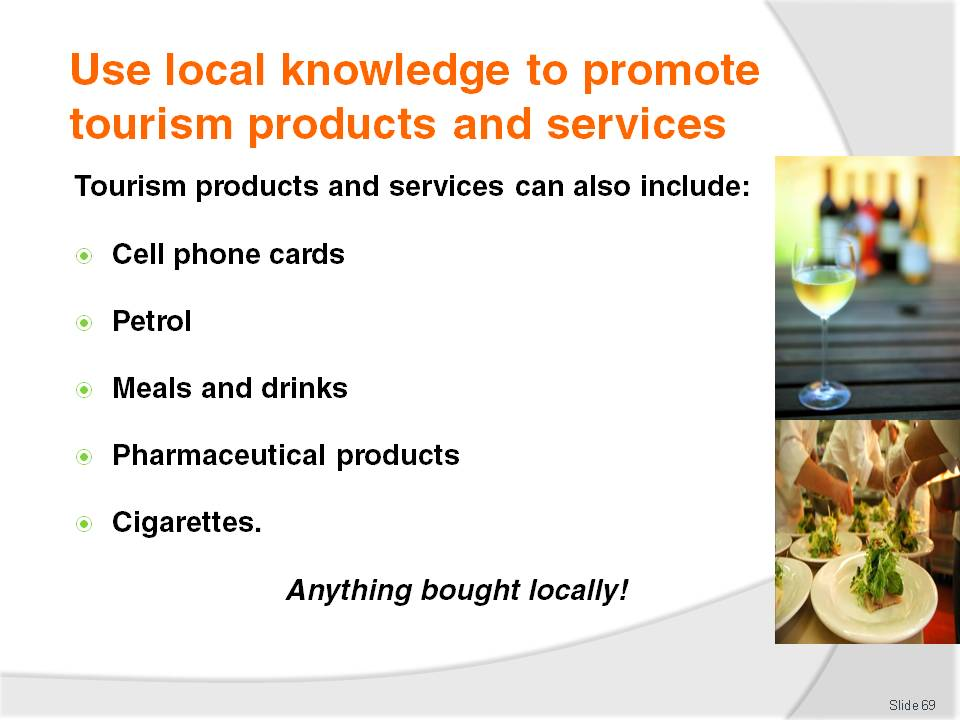 Use local knowledge to promote
tourism products and services
Tourism products and services can also include:
Cell phone cards
Petrol
Meals and drinks
Pharmaceutical products
Cigarettes.
Anything bought locally!
Slide 69